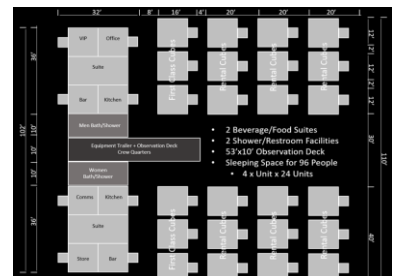 32'
8'
16'
4'
20'
20'
20'
VIP
Office
Suite
Bar
Kitchen
Men Bath/Shower
Equipment Trailer + Observation Deck
Crew Quarters
Women
Bath/Shower
Comms
Kitchen
Suite
Store
Bar
36'
10'
10'
10'
36'
102'
First Class Cubes
Rental Cubes
Rental Cubes
Rental Cubes
12'
12'
12'
30'
40'
110'
• 2 Beverage/Food Suites
• 2 Shower/Restroom Facilities
• 53'x10' Observation Deck
• Sleeping Space for 96 People
• 4 x Unit x 24 Units
First Class Cubes
Rental Cubes
Rental Cubes
Rental Cubes